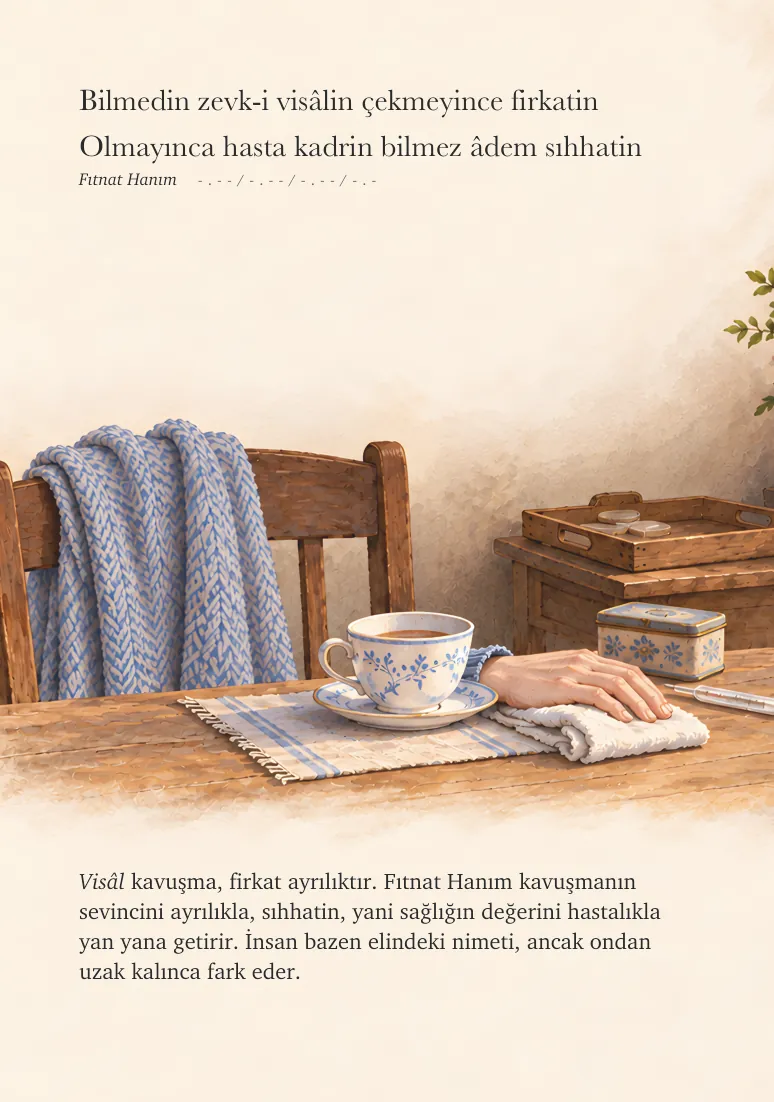 Bilmedin zevk-i visâlin çekmeyince firkatin
Olmayınca hasta kadrin bilmez âdem sıhhatin
Fıtnat Hanım - . - - / - . - - / - . - - / - . -
Visâl kavuşma, firkat ayrılıktır. Fıtnat Hanım kavuşmanın
sevincini ayrılıkla, sıhhatin, yani sağlığın değerini hastalıkla
yan yana getirir. İnsan bazen elindeki nimeti, ancak ondan
uzak kalınca fark eder.